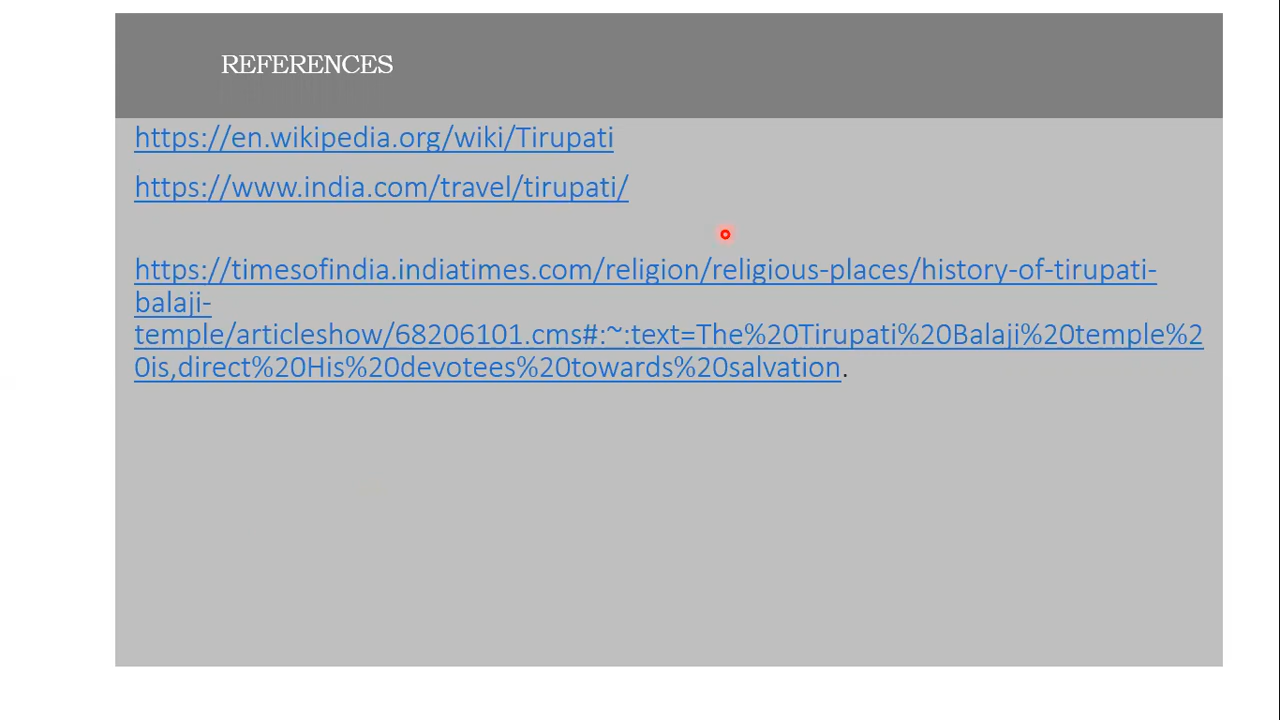 REFERENCES
https://en.wikipedia.org/wiki/Tirupati
https://www.india.com/travel/tirupati/
https://timesofindia.indiatimes.com/religion/religious-places/history-of-tirupati-
balaji-
temple/articleshow/68206101.cms#:~:text=The%20Tirupati%20Balaji%20temple%2
0is,direct%20His%20devotees%20towards%20salvation.